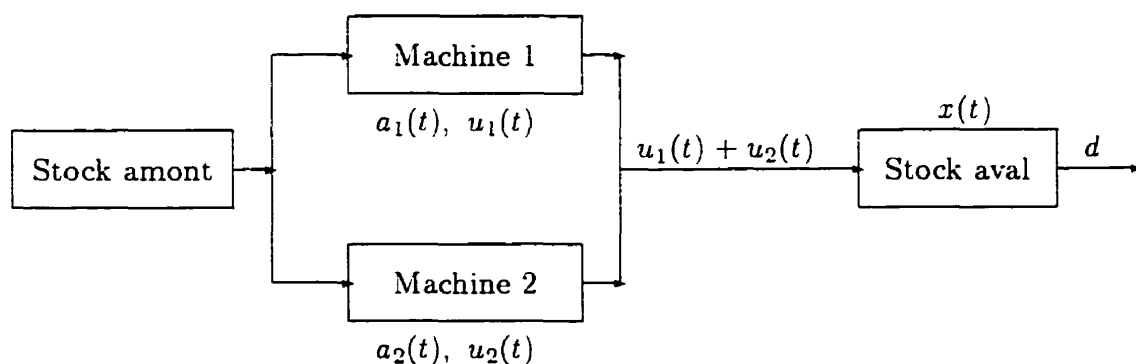 Machine 1
a₁(t), u₁(t)
x(t)
Stock amont
u₁(t) + u₂(t)
Stock aval
d
Machine 2
a₂(t), u₂(t)